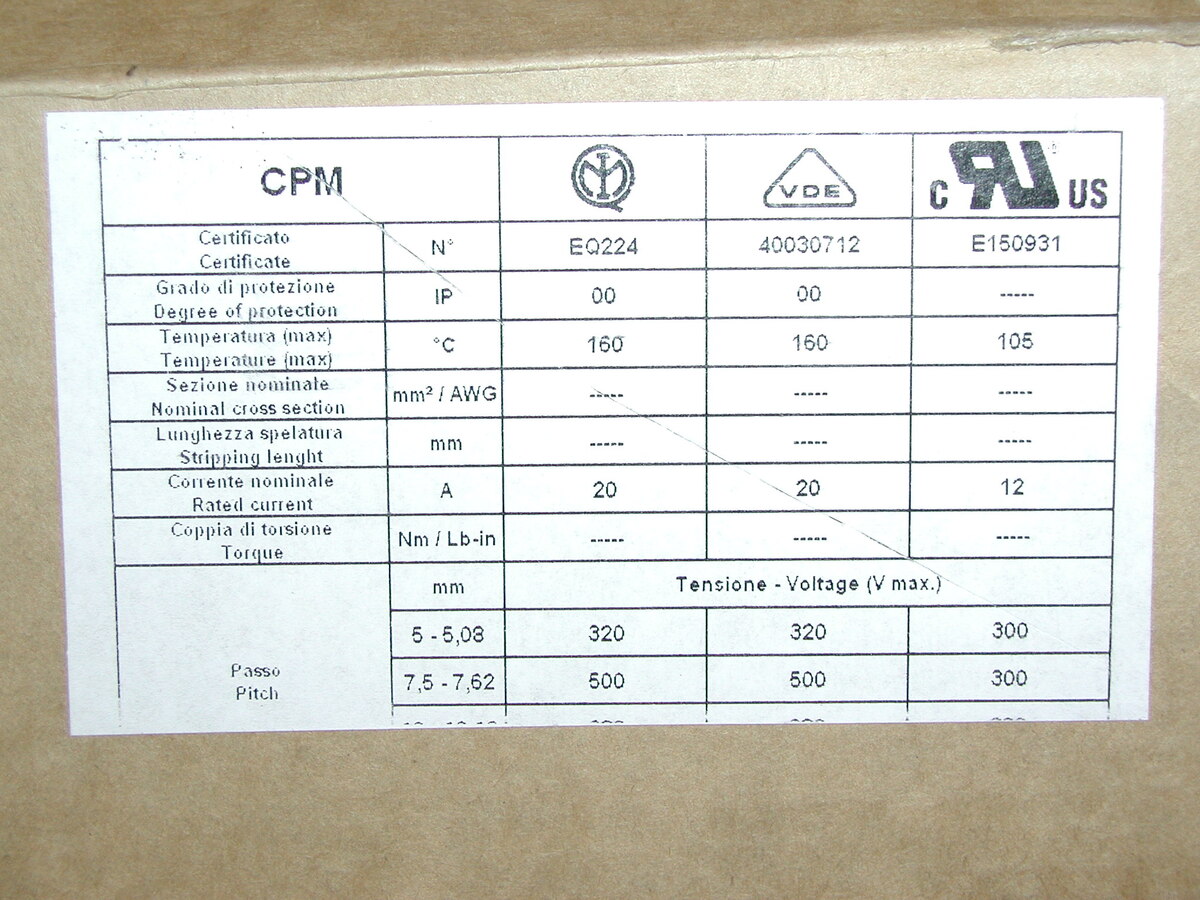 CPM
VDE
C RU US
Certificato
Certificate
N° EQ224 40030712 E150931
Grado di protezione
Degree of protection
IP 00 00 -----
Temperatura (max)
Temperature (max)
°C 160 160 105
Sezione nominale
Nominal cross section
mm² / AWG ----- ----- -----
Lunghezza spelatura
Stripping lenght
mm ----- ----- -----
Corrente nominale
Rated current
A 20 20 12
Coppia di torsione
Torque
Nm / Lb-in ----- ----- -----
mm Tensione - Voltage (V max.)
5 - 5,08 320 320 300
Passo
Pitch
7,5 - 7,62 500 500 300